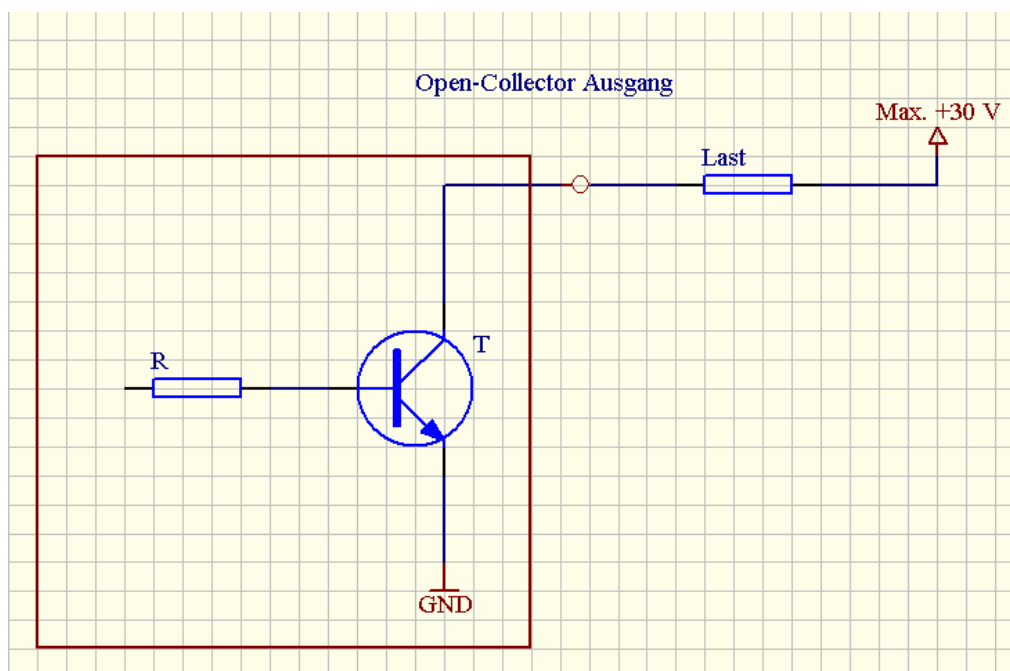 Open-Collector Ausgang
Max. +30 V
Last
T
R
GND